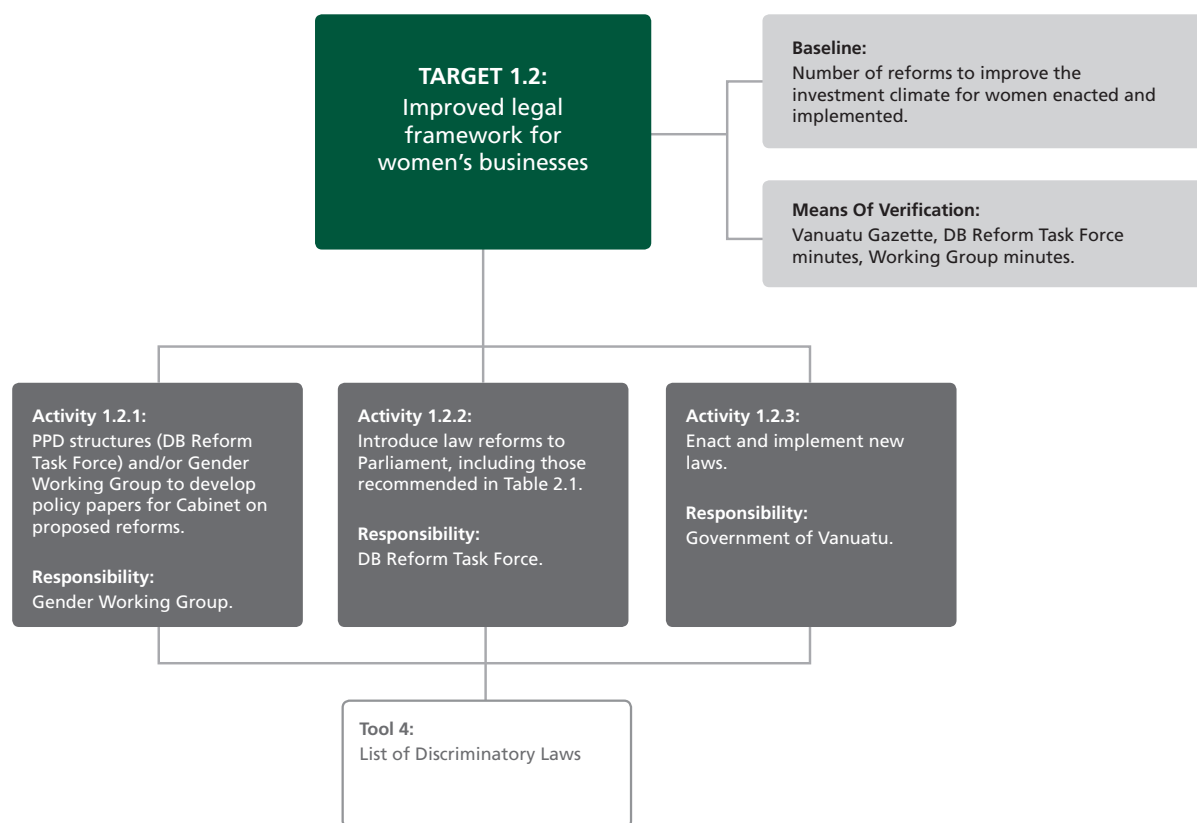 TARGET 1.2:
Improved legal
framework for
women’s businesses
Baseline:
Number of reforms to improve the
investment climate for women enacted and
implemented.
Means Of Verification:
Vanuatu Gazette, DB Reform Task Force
minutes, Working Group minutes.
Activity 1.2.1:
PPD structures (DB Reform
Task Force) and/or Gender
Working Group to develop
policy papers for Cabinet on
proposed reforms.
Responsibility:
Gender Working Group.
Activity 1.2.2:
Introduce law reforms to
Parliament, including those
recommended in Table 2.1.
Responsibility:
DB Reform Task Force.
Activity 1.2.3:
Enact and implement new
laws.
Responsibility:
Government of Vanuatu.
Tool 4:
List of Discriminatory Laws